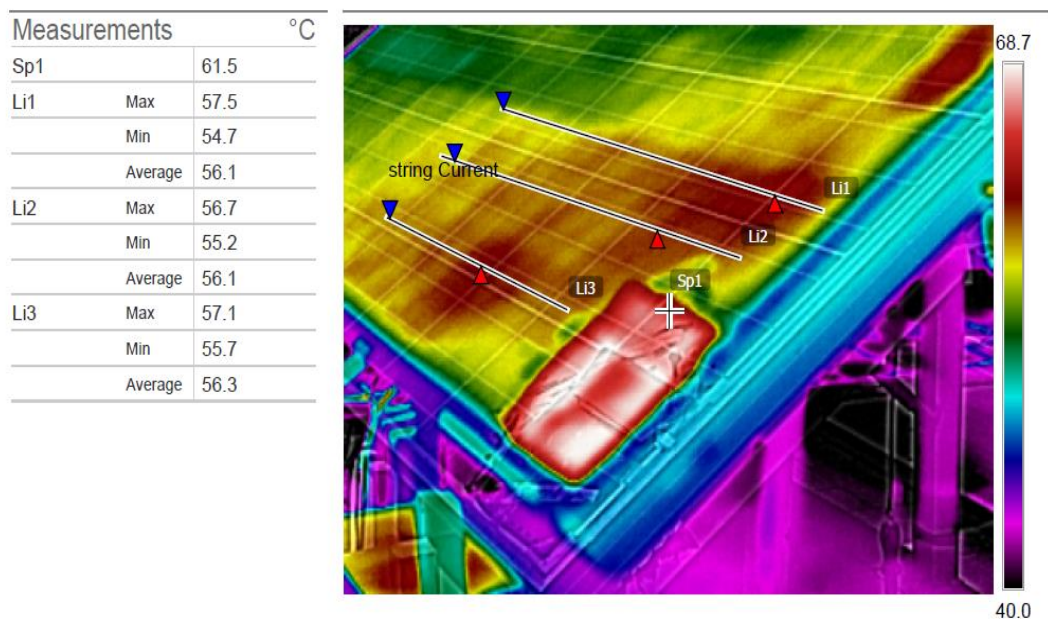 Measurements °C
Sp1 61.5
Li1 Max 57.5
Min 54.7
Average 56.1
Li2 Max 56.7
Min 55.2
Average 56.1
Li3 Max 57.1
Min 55.7
Average 56.3
68.7
string Current
Li1
Li2
Sp1
Li3
40.0